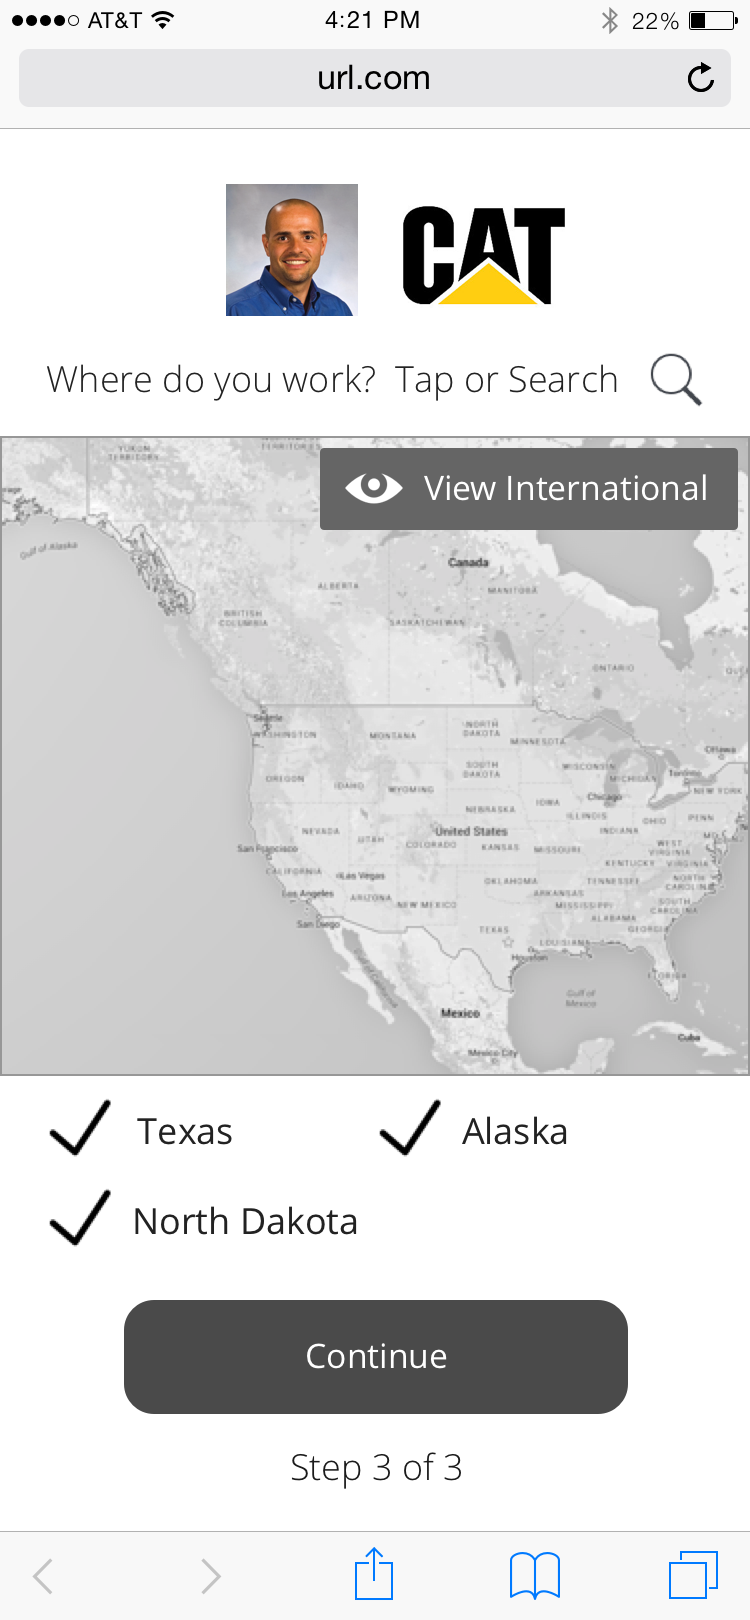 AT&T
4:21 PM
22%
url.com
CAT
Where do you work? Tap or Search
View International
YUKON
TERRITORY
Gulf of Alaska
Canada
ALBERTA
MANITOBA
BRITISH
COLUMBIA
SASKATCHEWAN
ONTARIO
Seattle
WASHINGTON
MONTANA
NORTH
DAKOTA
MINNESOTA
Ottawa
SOUTH
DAKOTA
WISCONSIN
MICHIGAN
Toronto
OREGON
IDAHO
WYOMING
NEW YORK
Chicago
IOWA
NEBRASKA
ILLINOIS
OHIO
PENN
INDIANA
NEVADA
UTAH
United States
COLORADO
KANSAS
MISSOURI
WEST
VIRGINIA
San Francisco
KENTUCKY
VIRGINIA
CALIFORNIA
Las Vegas
OKLAHOMA
TENNESSEE
NORTH
CAROLINA
Los Angeles
ARIZONA
NEW MEXICO
ARKANSAS
MISSISSIPPI
SOUTH
CAROLINA
ALABAMA
San Diego
TEXAS
GEORGIA
LOUISIANA
Houston
Gulf of California
FLORIDA
Gulf of
Mexico
Mexico
Cuba
Mexico City
Texas
Alaska
North Dakota
Continue
Step 3 of 3